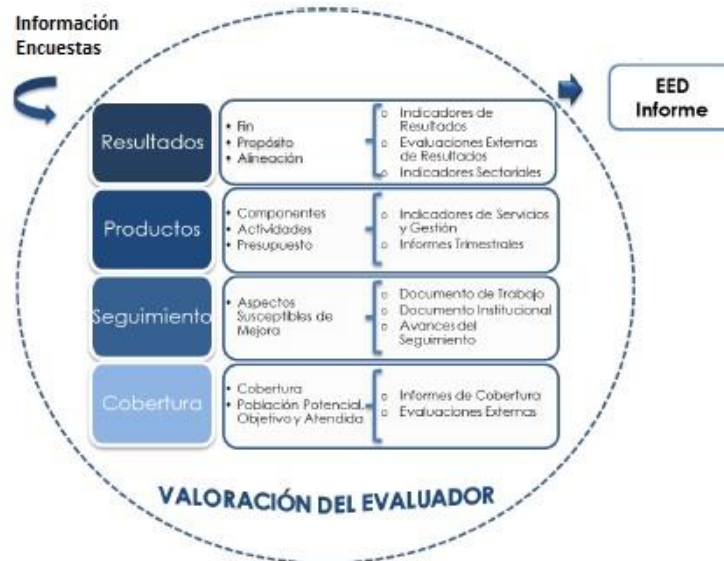 Información
Encuestas
EED
Informe
Resultados
• Fin
• Propósito
• Alineación
o Indicadores de
Resultados
o Evaluaciones Externas
de Resultados
o Indicadores Sectoriales
Productos
• Componentes
• Actividades
• Presupuesto
o Indicadores de Servicios
y Gestión
o Informes Trimestrales
Seguimiento
• Aspectos
Susceptibles de
Mejora
o Documento de Trabajo
o Documento Institucional
o Avances del
Seguimiento
Cobertura
• Cobertura
• Población Potencial,
Objetivo y Atendida
o Informes de Cobertura
o Evaluaciones Externas
VALORACIÓN DEL EVALUADOR